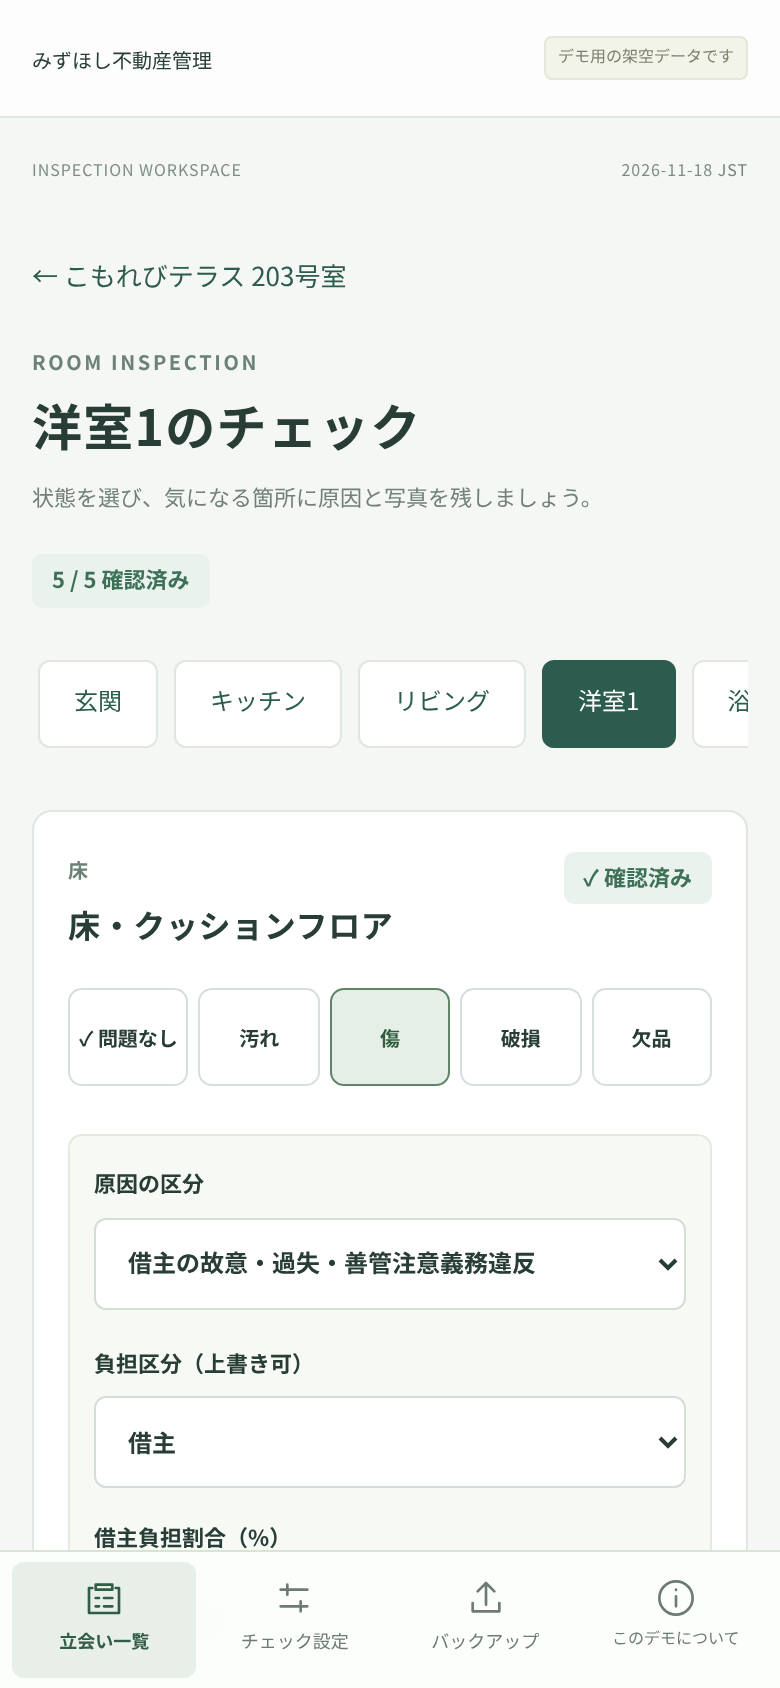 みずほし不動産管理
デモ用の架空データです
INSPECTION WORKSPACE
2026-11-18 JST
← こもれびテラス 203号室
ROOM INSPECTION
洋室1のチェック
状態を選び、気になる箇所に原因と写真を残しましょう。
5 / 5 確認済み
玄関
キッチン
リビング
洋室1
浴
床
✓ 確認済み
床・クッションフロア
✓ 問題なし
汚れ
傷
破損
欠品
原因の区分
借主の故意・過失・善管注意義務違反
負担区分（上書き可）
借主
借主負担割合（%）
立会い一覧
チェック設定
バックアップ
このデモについて